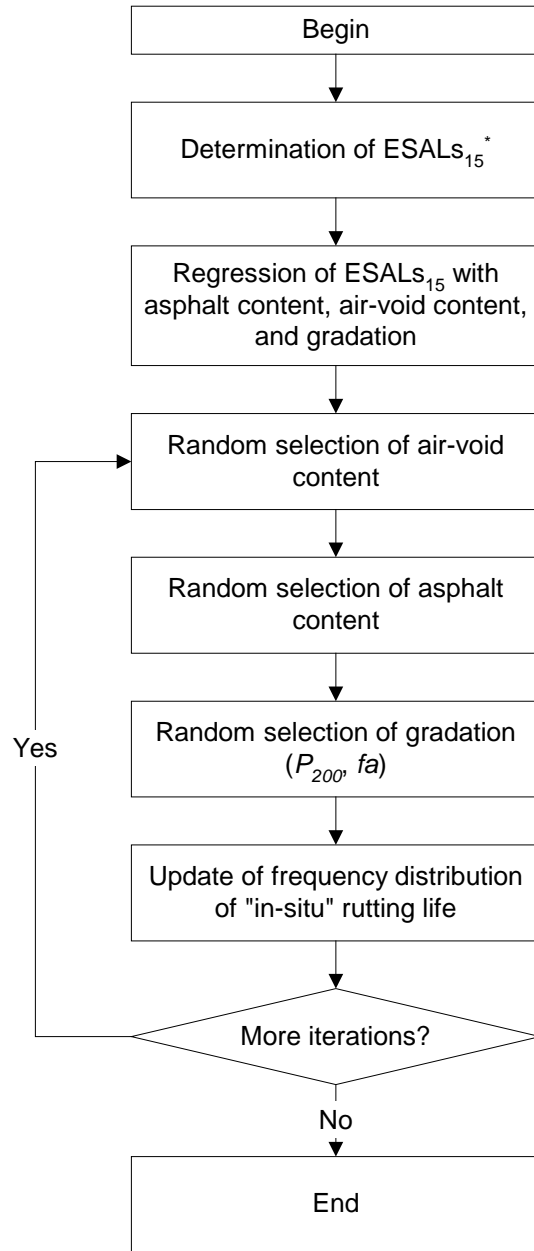 Begin
Determination of ESALs15*
Regression of ESALs15 with
asphalt content, air-void content,
and gradation
Random selection of air-void
content
Random selection of asphalt
content
Random selection of gradation
(P200, fa)
Yes
Update of frequency distribution
of "in-situ" rutting life
More iterations?
No
End